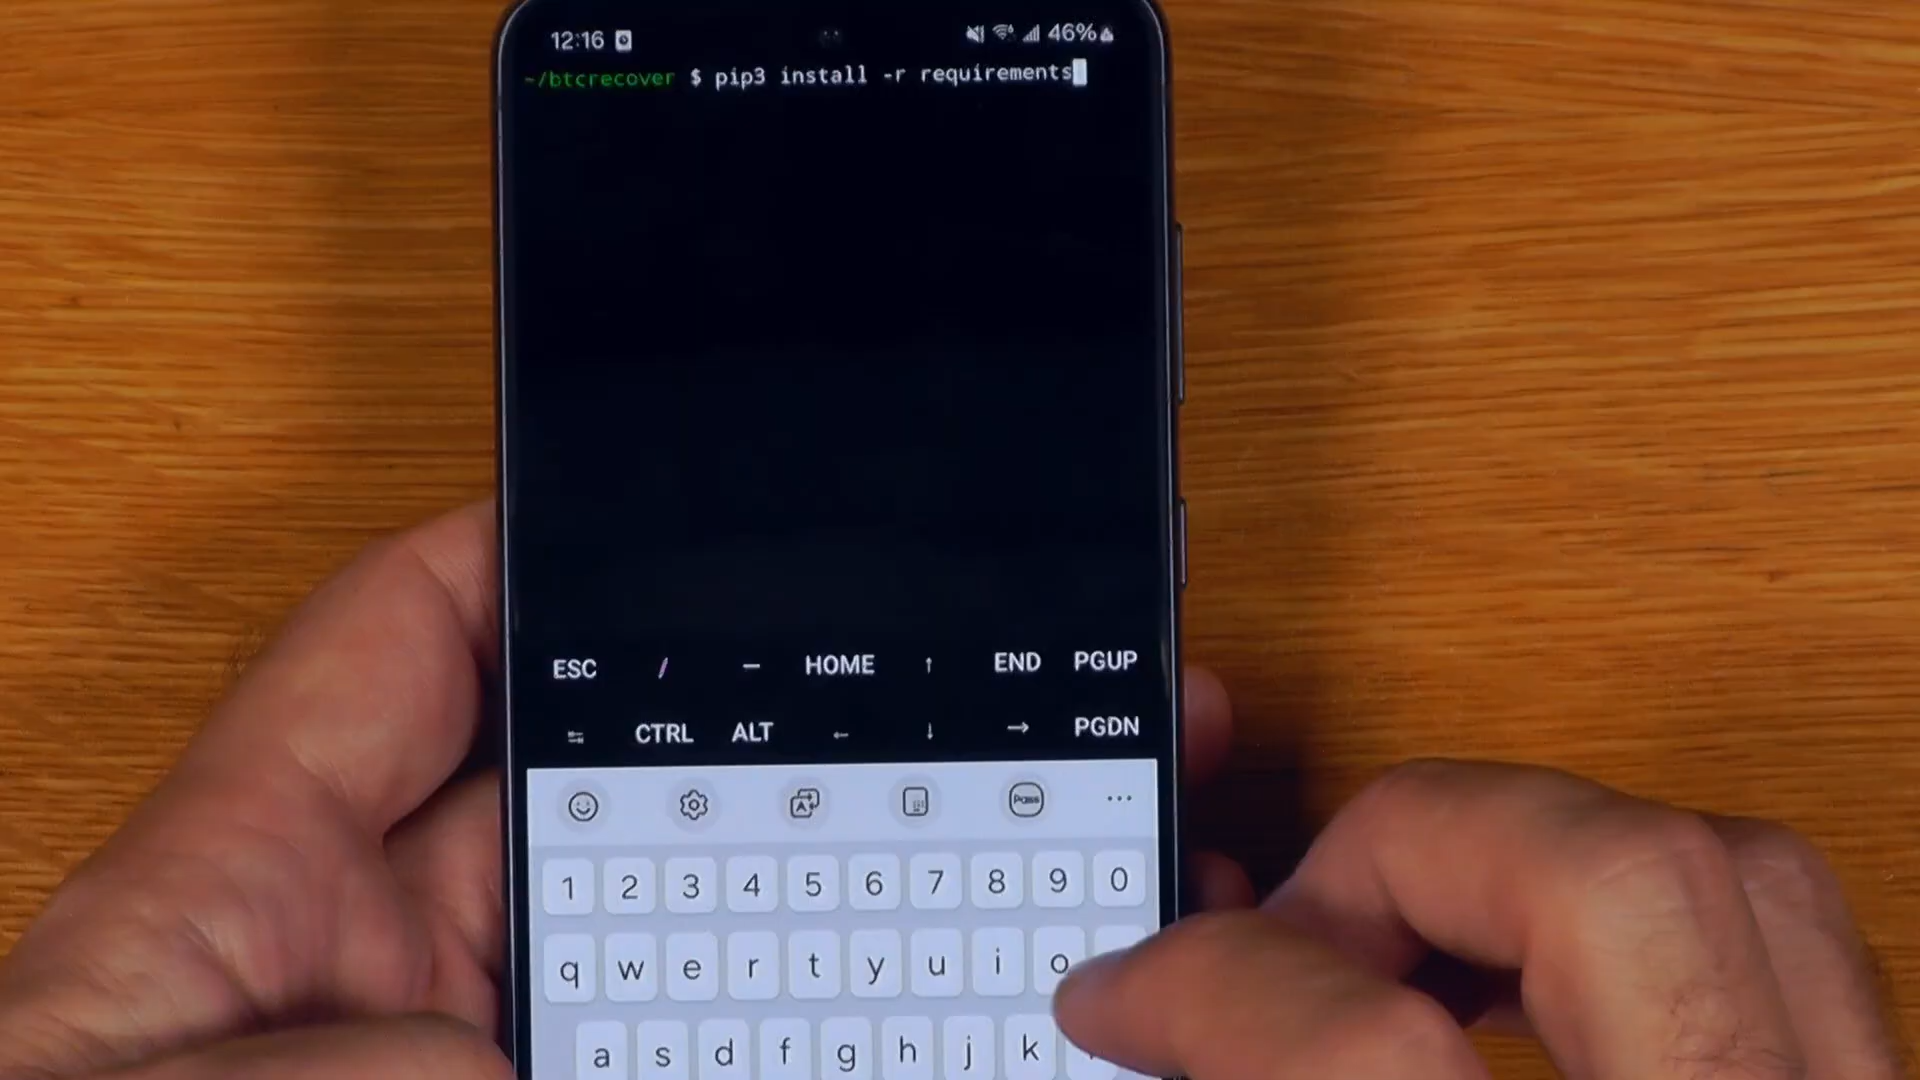 12:16 46%
~/btcrecover $ pip3 install -r requirements
ESC / — HOME ↑ END PGUP
⇆ CTRL ALT ← ↓ → PGDN
Pass ...
1 2 3 4 5 6 7 8 9 0
q w e r t y u i o
a s d f g h j k